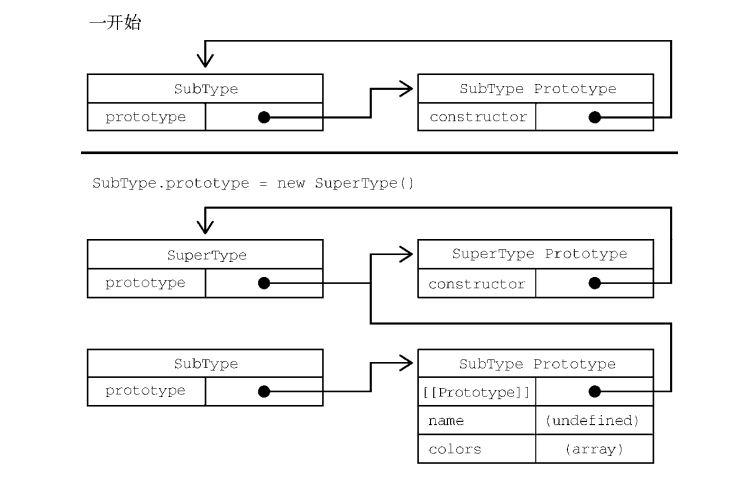 一开始
SubType
SubType Prototype
prototype
constructor
SubType.prototype = new SuperType()
SuperType
SuperType Prototype
prototype
constructor
SubType
SubType Prototype
prototype
[[Prototype]]
name
(undefined)
colors
(array)